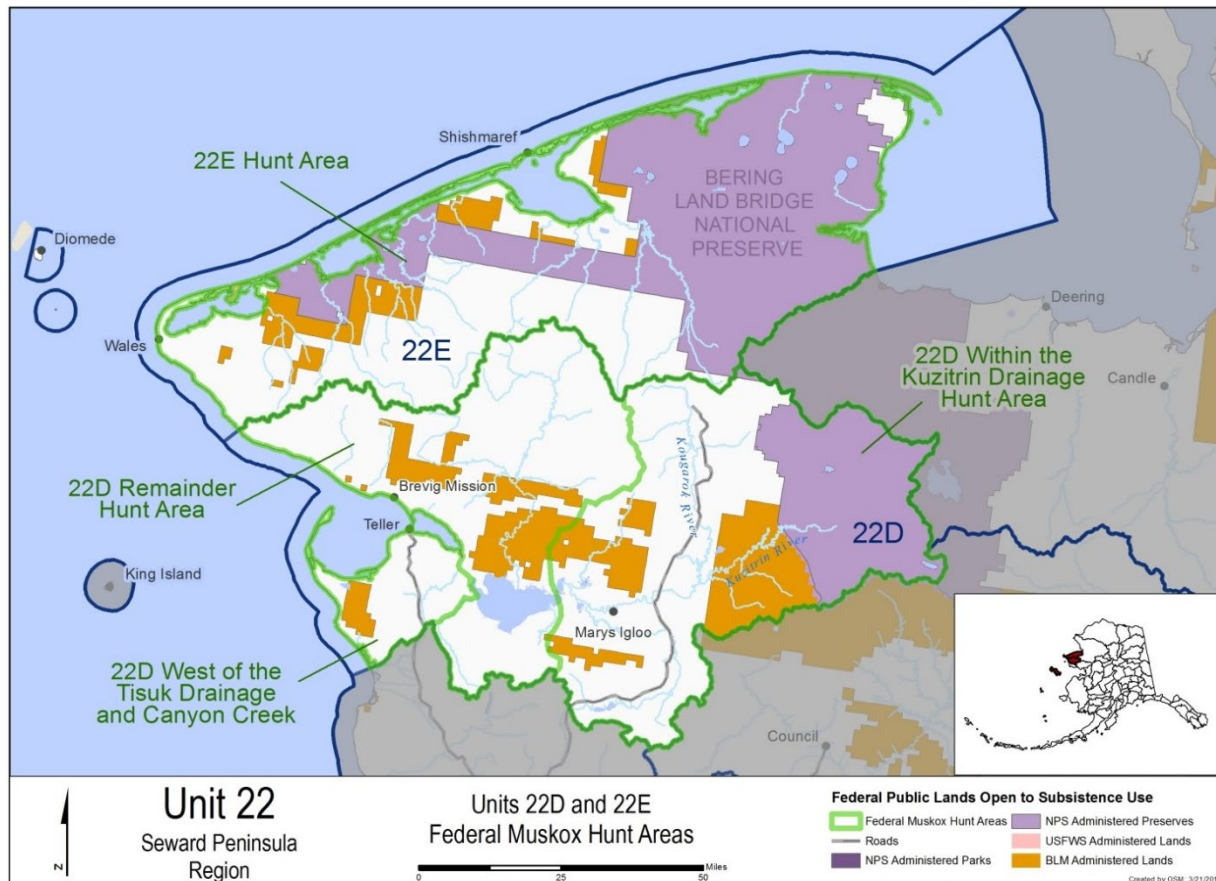 Shishmaref
22E Hunt Area
BERING
LAND BRIDGE
NATIONAL
PRESERVE
Diomede
Deering
Wales
22E
22D Within the
Kuzitrin Drainage
Hunt Area
Candle
Kougarok River
22D Remainder
Hunt Area
Brevig Mission
Teller
22D
Kuzitrin River
King Island
Marys Igloo
22D West of the
Tisuk Drainage
and Canyon Creek
Council
N
Unit 22
Seward Peninsula
Region
Units 22D and 22E
Federal Muskox Hunt Areas
Miles
0 25 50
Federal Public Lands Open to Subsistence Use
Federal Muskox Hunt Areas
Roads
NPS Administered Parks
NPS Administered Preserves
USFWS Administered Lands
BLM Administered Lands
Created by OSM